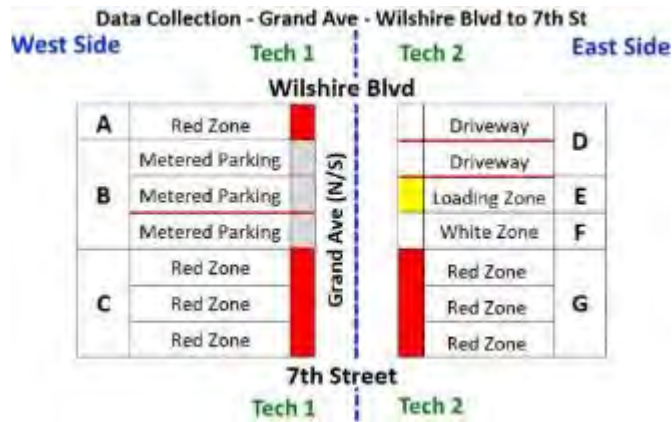 Data Collection - Grand Ave - Wilshire Blvd to 7th St
West Side Tech 1 Tech 2 East Side
Wilshire Blvd
A Red Zone Driveway D
Metered Parking Driveway
B Metered Parking Loading Zone E
Metered Parking White Zone F
Red Zone Red Zone
C Red Zone Red Zone G
Red Zone Red Zone
Grand Ave (N/S)
7th Street
Tech 1 Tech 2